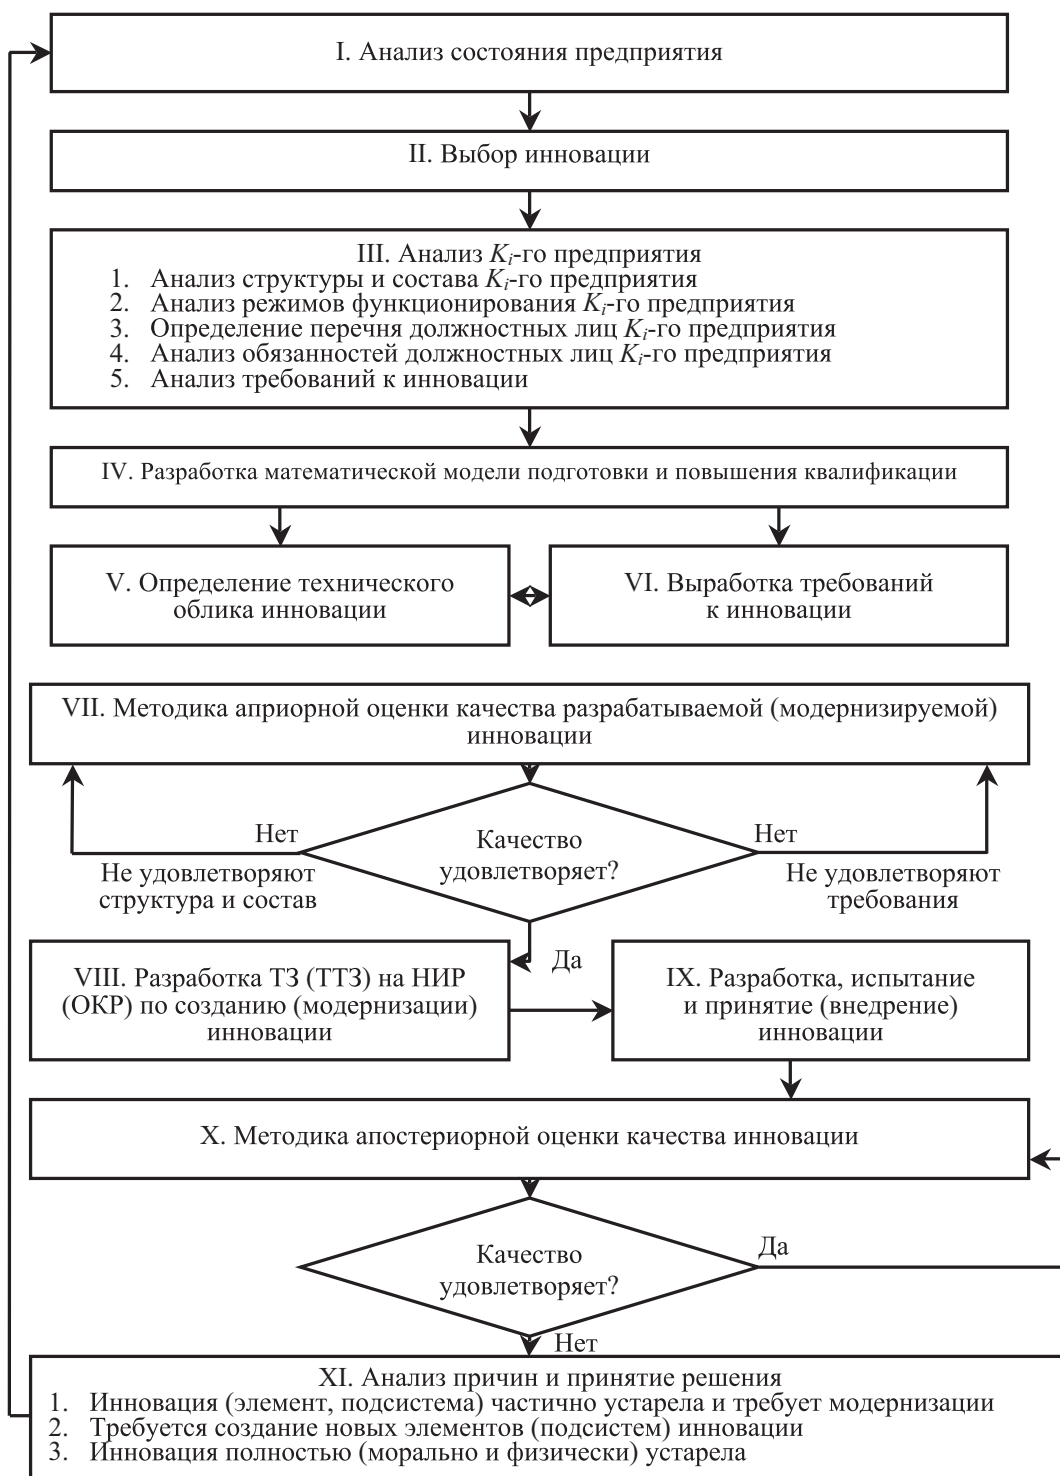 I. Анализ состояния предприятия
II. Выбор инновации
III. Анализ Ki-го предприятия
1. Анализ структуры и состава Ki-го предприятия
2. Анализ режимов функционирования Ki-го предприятия
3. Определение перечня должностных лиц Ki-го предприятия
4. Анализ обязанностей должностных лиц Ki-го предприятия
5. Анализ требований к инновации
IV. Разработка математической модели подготовки и повышения квалификации
V. Определение технического
облика инновации
VI. Выработка требований
к инновации
VII. Методика априорной оценки качества разрабатываемой (модернизируемой)
инновации
Нет
Качество
удовлетворяет?
Нет
Не удовлетворяют
структура и состав
Не удовлетворяют
требования
Да
VIII. Разработка ТЗ (ТТЗ) на НИР
(ОКР) по созданию (модернизации)
инновации
IX. Разработка, испытание
и принятие (внедрение)
инновации
X. Методика апостериорной оценки качества инновации
Качество
удовлетворяет?
Да
Нет
XI. Анализ причин и принятие решения
1. Инновация (элемент, подсистема) частично устарела и требует модернизации
2. Требуется создание новых элементов (подсистем) инновации
3. Инновация полностью (морально и физически) устарела